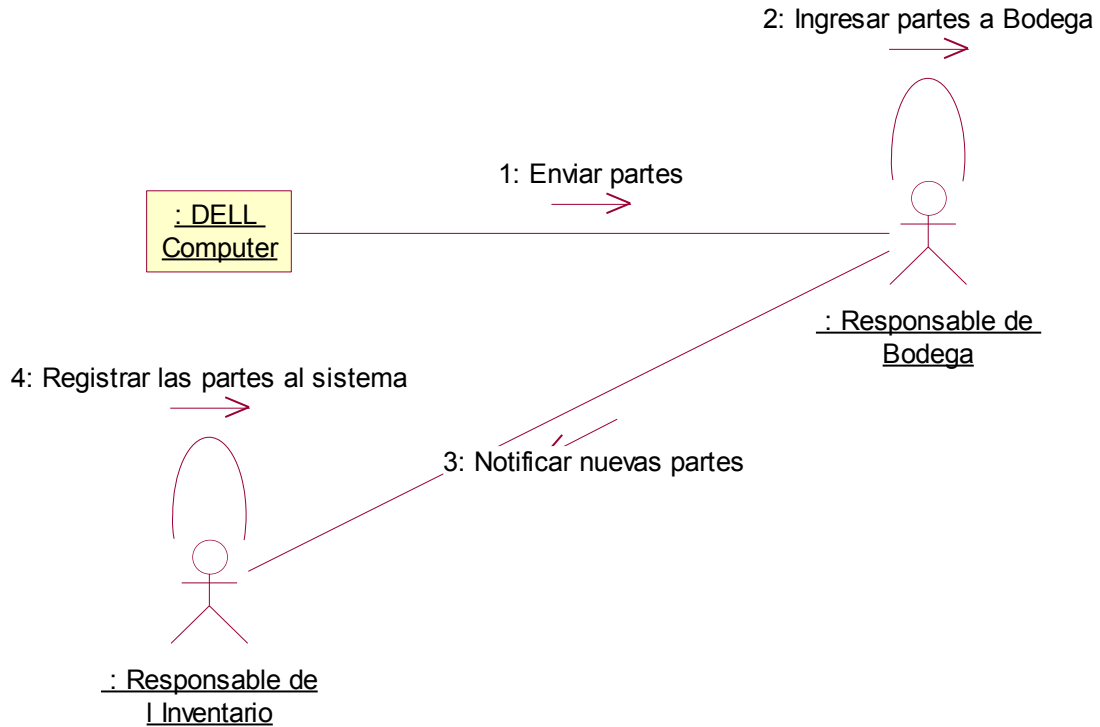 2: Ingresar partes a Bodega
1: Enviar partes
: DELL
Computer
: Responsable de
Bodega
4: Registrar las partes al sistema
3: Notificar nuevas partes
: Responsable de
l Inventario